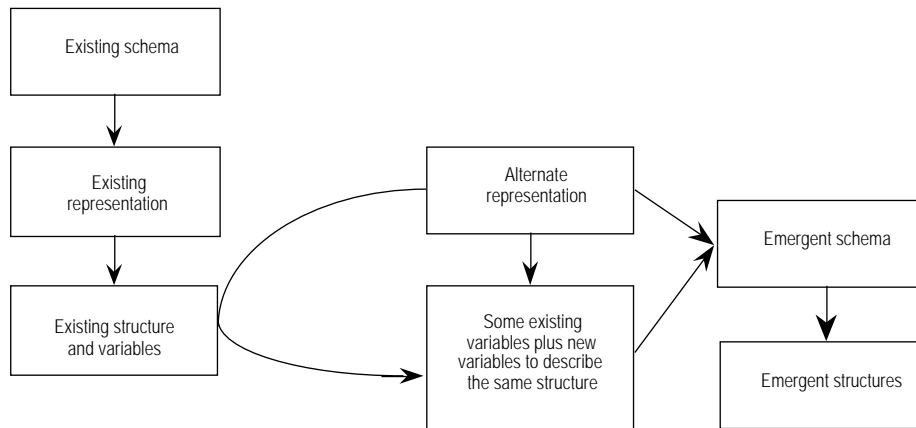 Existing schema
Existing
representation
Existing structure
and variables
Alternate
representation
Some existing
variables plus new
variables to describe
the same structure
Emergent schema
Emergent structures